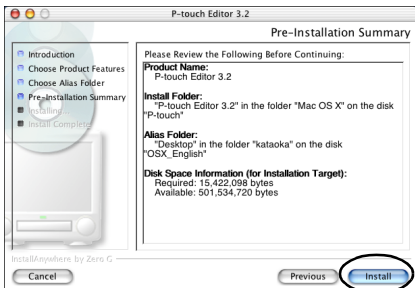 P-touch Editor 3.2
Pre-Installation Summary
Introduction
Choose Product Features
Choose Alias Folder
Pre-Installation Summary
Installing...
Install Complete
Please Review the Following Before Continuing:
Product Name:
P-touch Editor 3.2
Install Folder:
"P-touch Editor 3.2" in the folder "Mac OS X" on the disk
"P-touch"
Alias Folder:
"Desktop" in the folder "kataoka" on the disk
"OSX_English"
Disk Space Information (for Installation Target):
Required: 15,422,098 bytes
Available: 501,534,720 bytes
InstallAnywhere by Zero G
Cancel
Previous
Install